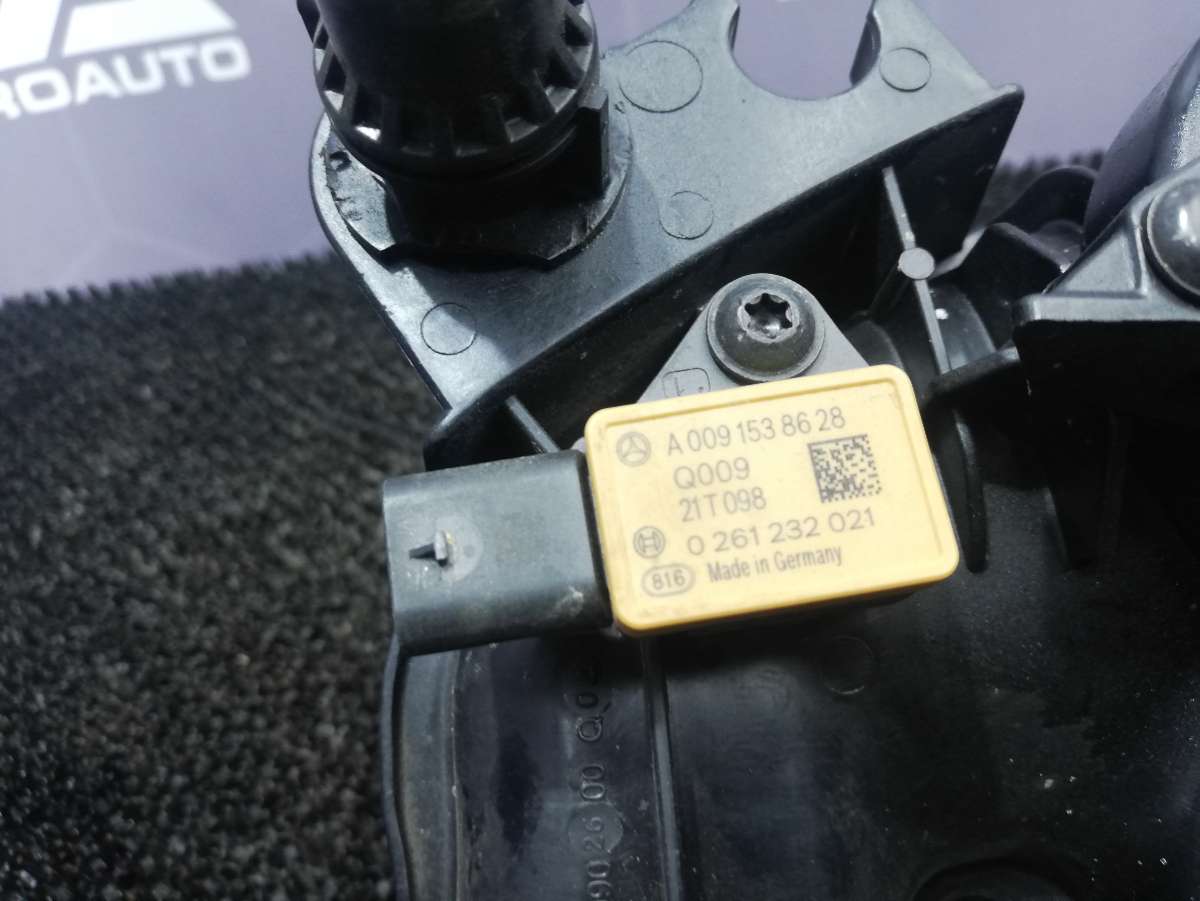 ROAUTO
A 009 153 86 28
Q009
21T098
0 261 232 021
816 Made in Germany